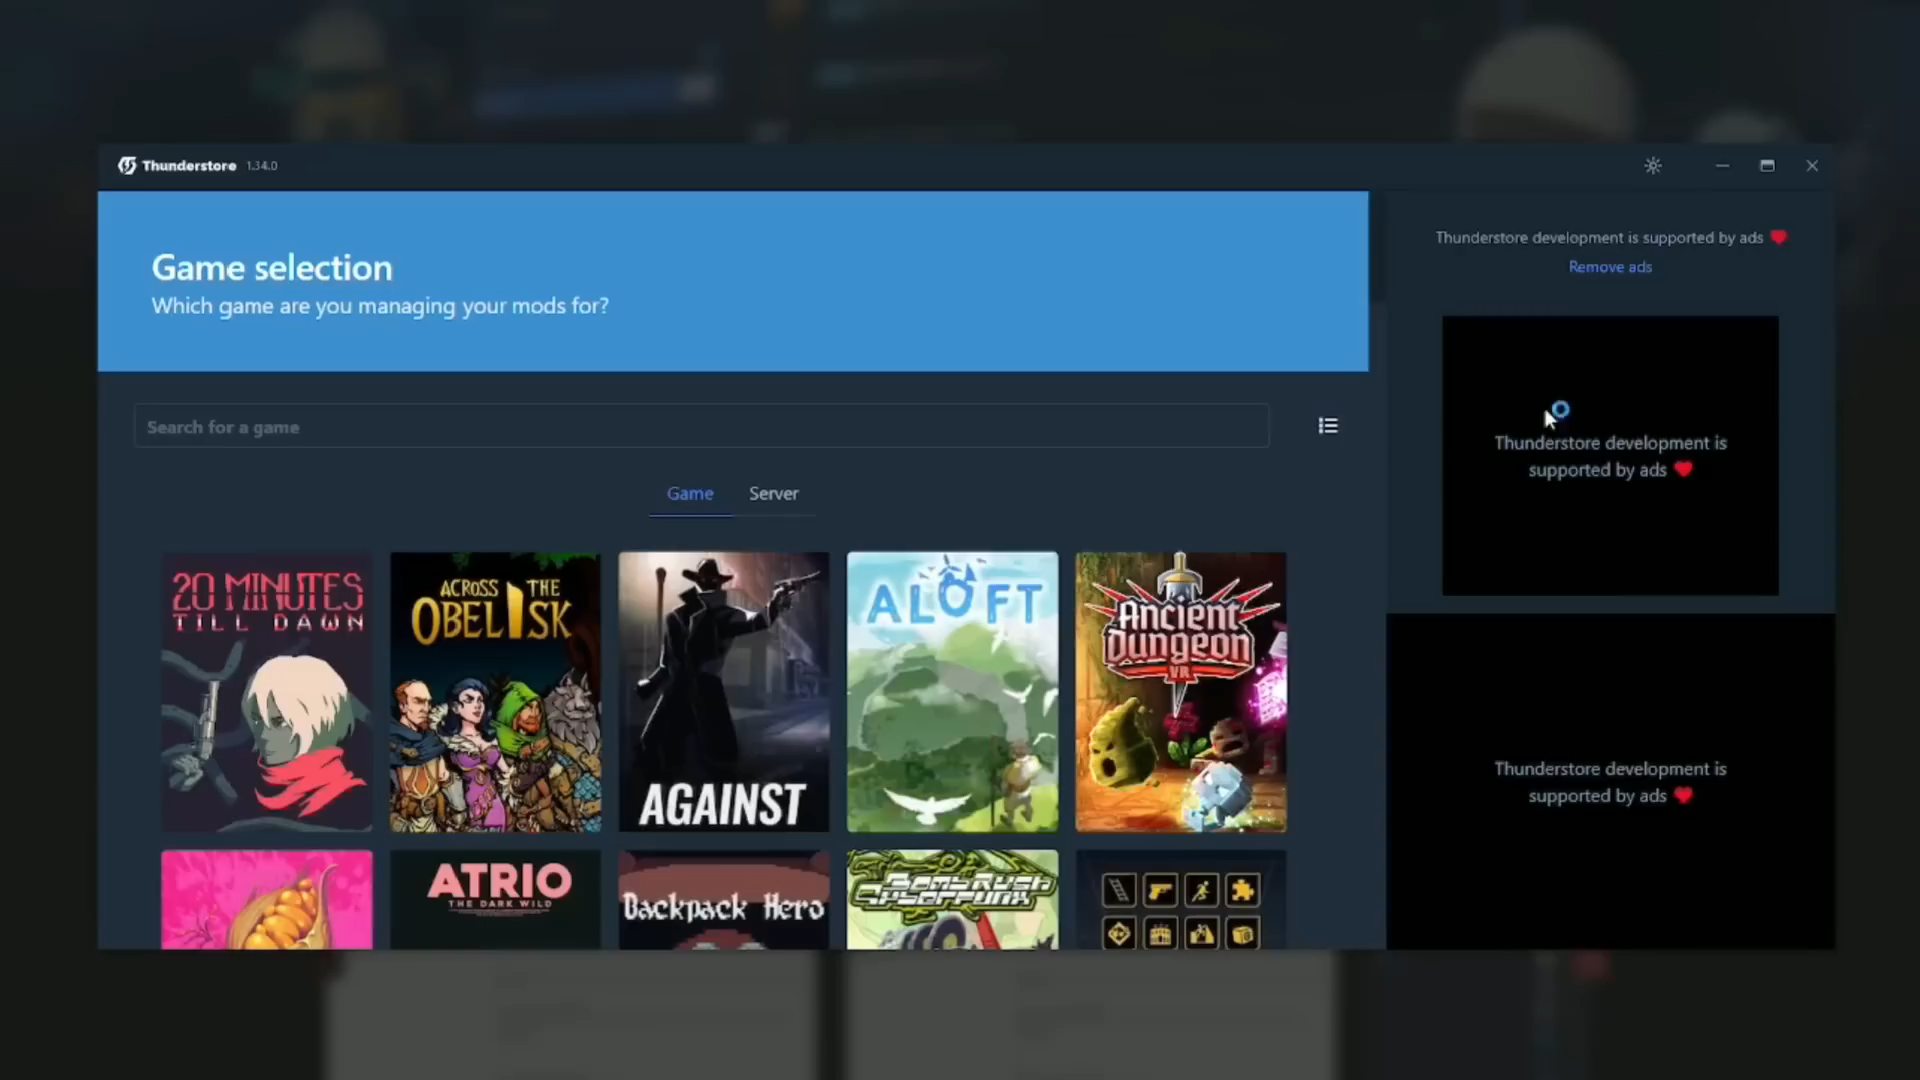 Thunderstore 1.34.0
Game selection
Which game are you managing your mods for?
Search for a game
Game Server
20 MINUTES
TILL DAWN
ACROSS THE
OBELISK
AGAINST
ALOFT
Ancient
Dungeon
VR
ATRIO
THE DARK WILD
Backpack Hero
BOMB RUSH
CYBERFUNK
Thunderstore development is supported by ads
Remove ads
Thunderstore development is
supported by ads
Thunderstore development is
supported by ads